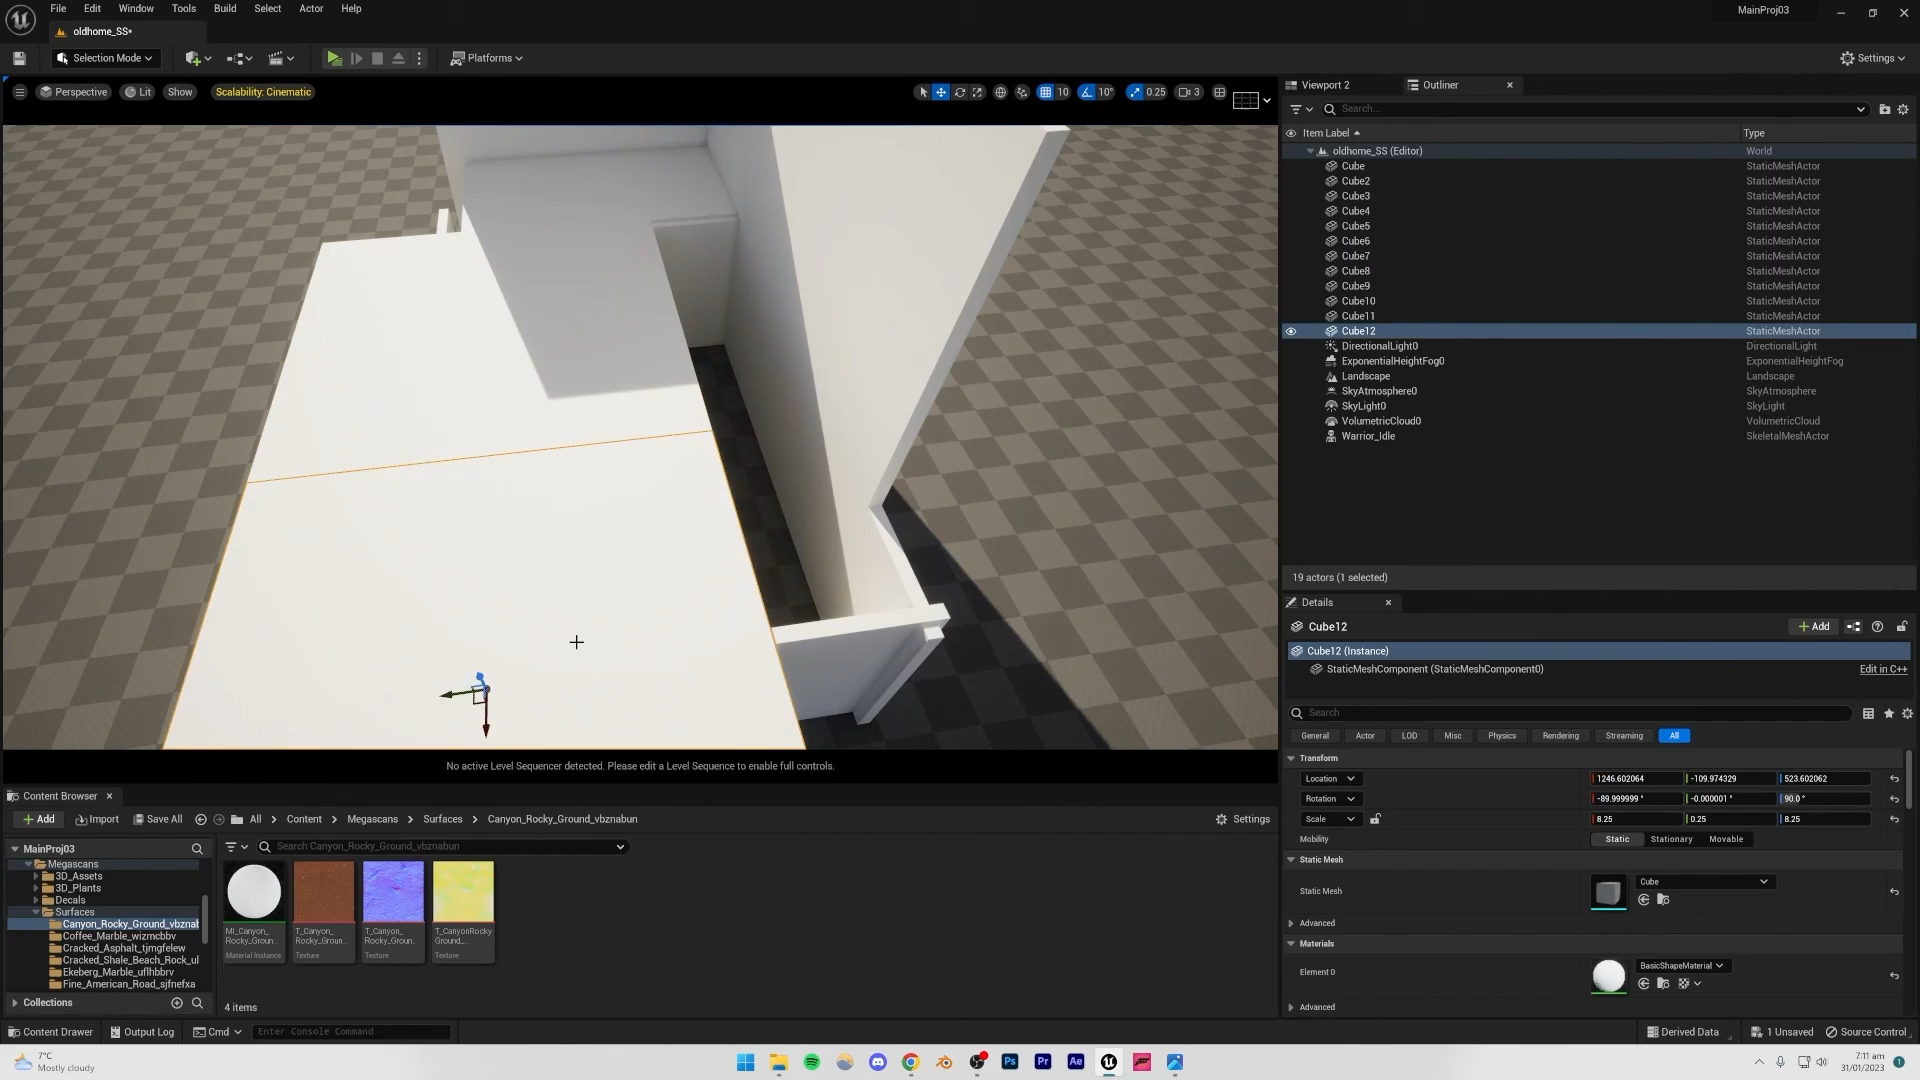 File Edit Window Tools Build Select Actor Help
MainProj03
oldhome_SS•
Selection Mode
Platforms
Settings
Perspective Lit Show Scalability: Cinematic
10 10° 0.25 3
Viewport 2 Outliner
Search...
Item Label Type
oldhome_SS (Editor) World
Cube StaticMeshActor
Cube2 StaticMeshActor
Cube3 StaticMeshActor
Cube4 StaticMeshActor
Cube5 StaticMeshActor
Cube6 StaticMeshActor
Cube7 StaticMeshActor
Cube8 StaticMeshActor
Cube9 StaticMeshActor
Cube10 StaticMeshActor
Cube11 StaticMeshActor
Cube12 StaticMeshActor
DirectionalLight0 DirectionalLight
ExponentialHeightFog0 ExponentialHeightFog
Landscape Landscape
SkyAtmosphere0 SkyAtmosphere
SkyLight0 SkyLight
VolumetricCloud0 VolumetricCloud
Warrior_Idle SkeletalMeshActor
19 actors (1 selected)
Details
Cube12
Add
Cube12 (Instance)
StaticMeshComponent (StaticMeshComponent0) Edit in C++
Search
General Actor LOD Misc Physics Rendering Streaming All
Transform
Location 1246.602064 -109.974329 523.602062
Rotation -89.999999 ° -0.000001 ° 90.0 °
Scale 8.25 0.25 8.25
Mobility Static Stationary Movable
Static Mesh
Static Mesh Cube
Advanced
Materials
Element 0 BasicShapeMaterial
Advanced
No active Level Sequencer detected. Please edit a Level Sequence to enable full controls.
Content Browser
Add Import Save All All Content Megascans Surfaces Canyon_Rocky_Ground_vbznabun Settings
MainProj03
Search Canyon_Rocky_Ground_vbznabun
Megascans
3D_Assets
3D_Plants
Decals
Surfaces
Canyon_Rocky_Ground_vbznab
Coffee_Marble_wizmcbbv
Cracked_Asphalt_tjmgfelew
Cracked_Shale_Beach_Rock_ul
Ekeberg_Marble_uflhbbrv
Fine_American_Road_sjfnefxa
Collections
MI_Canyon_ Rocky_Groun... Material Instance
T_Canyon_ Rocky_Groun... Texture
T_Canyon_ Rocky_Groun... Texture
T_CanyonRocky Ground_... Texture
4 items
Content Drawer Output Log Cmd Enter Console Command Derived Data 1 Unsaved Source Control
7°C
Mostly cloudy
Ps Pr Ae
7:11 am
31/01/2023
1